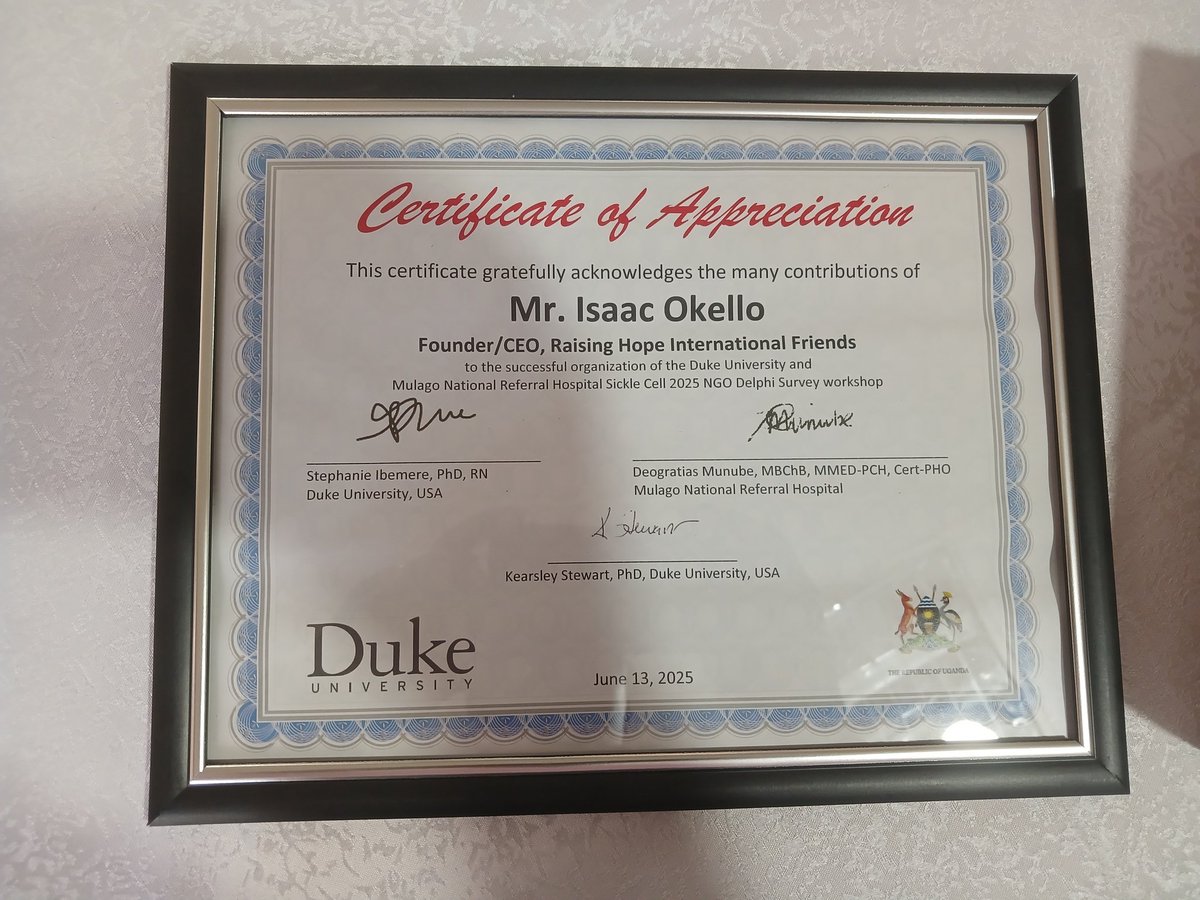 Certificate of Appreciation
This certificate gratefully acknowledges the many contributions of
Mr. Isaac Okello
Founder/CEO, Raising Hope International Friends
to the successful organization of the Duke University and
Mulago National Referral Hospital Sickle Cell 2025 NGO Delphi Survey workshop
Stephanie Ibemere, PhD, RN
Duke University, USA
Deogratias Munube, MBChB, MMED-PCH, Cert-PHO
Mulago National Referral Hospital
Kearsley Stewart, PhD, Duke University, USA
Duke
UNIVERSITY
June 13, 2025
THE REPUBLIC OF UGANDA